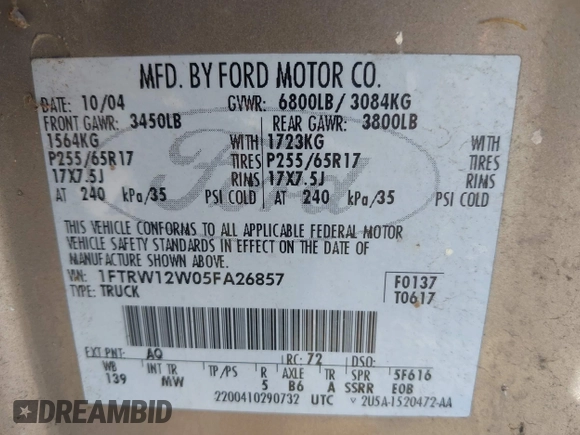 MFD. BY FORD MOTOR CO.
DATE: 10/04 GVWR: 6800LB/ 3084KG
FRONT GAWR: 3450LB REAR GAWR: 3800LB
1564KG WITH 1723KG WITH
P255/65R17 TIRES P255/65R17 TIRES
17X7.5J RIMS 17X7.5J RIMS
AT 240 kPa/35 PSI COLD AT 240 kPa/35 PSI COLD
Ford
THIS VEHICLE CONFORMS TO ALL APPLICABLE FEDERAL MOTOR
VEHICLE SAFETY STANDARDS IN EFFECT ON THE DATE OF
MANUFACTURE SHOWN ABOVE.
VIN: 1FTRW12W05FA26857 F0137
TYPE: TRUCK T0617
EXT PNT: AQ RC: 72 DSO:
WB INT TR TP/PS R AXLE TR SPR 5F616
139 MW 5 B6 A SSRR E0B
2200410290732 UTC V 2U5A-1520472-AA
AUTOBIDMASTER